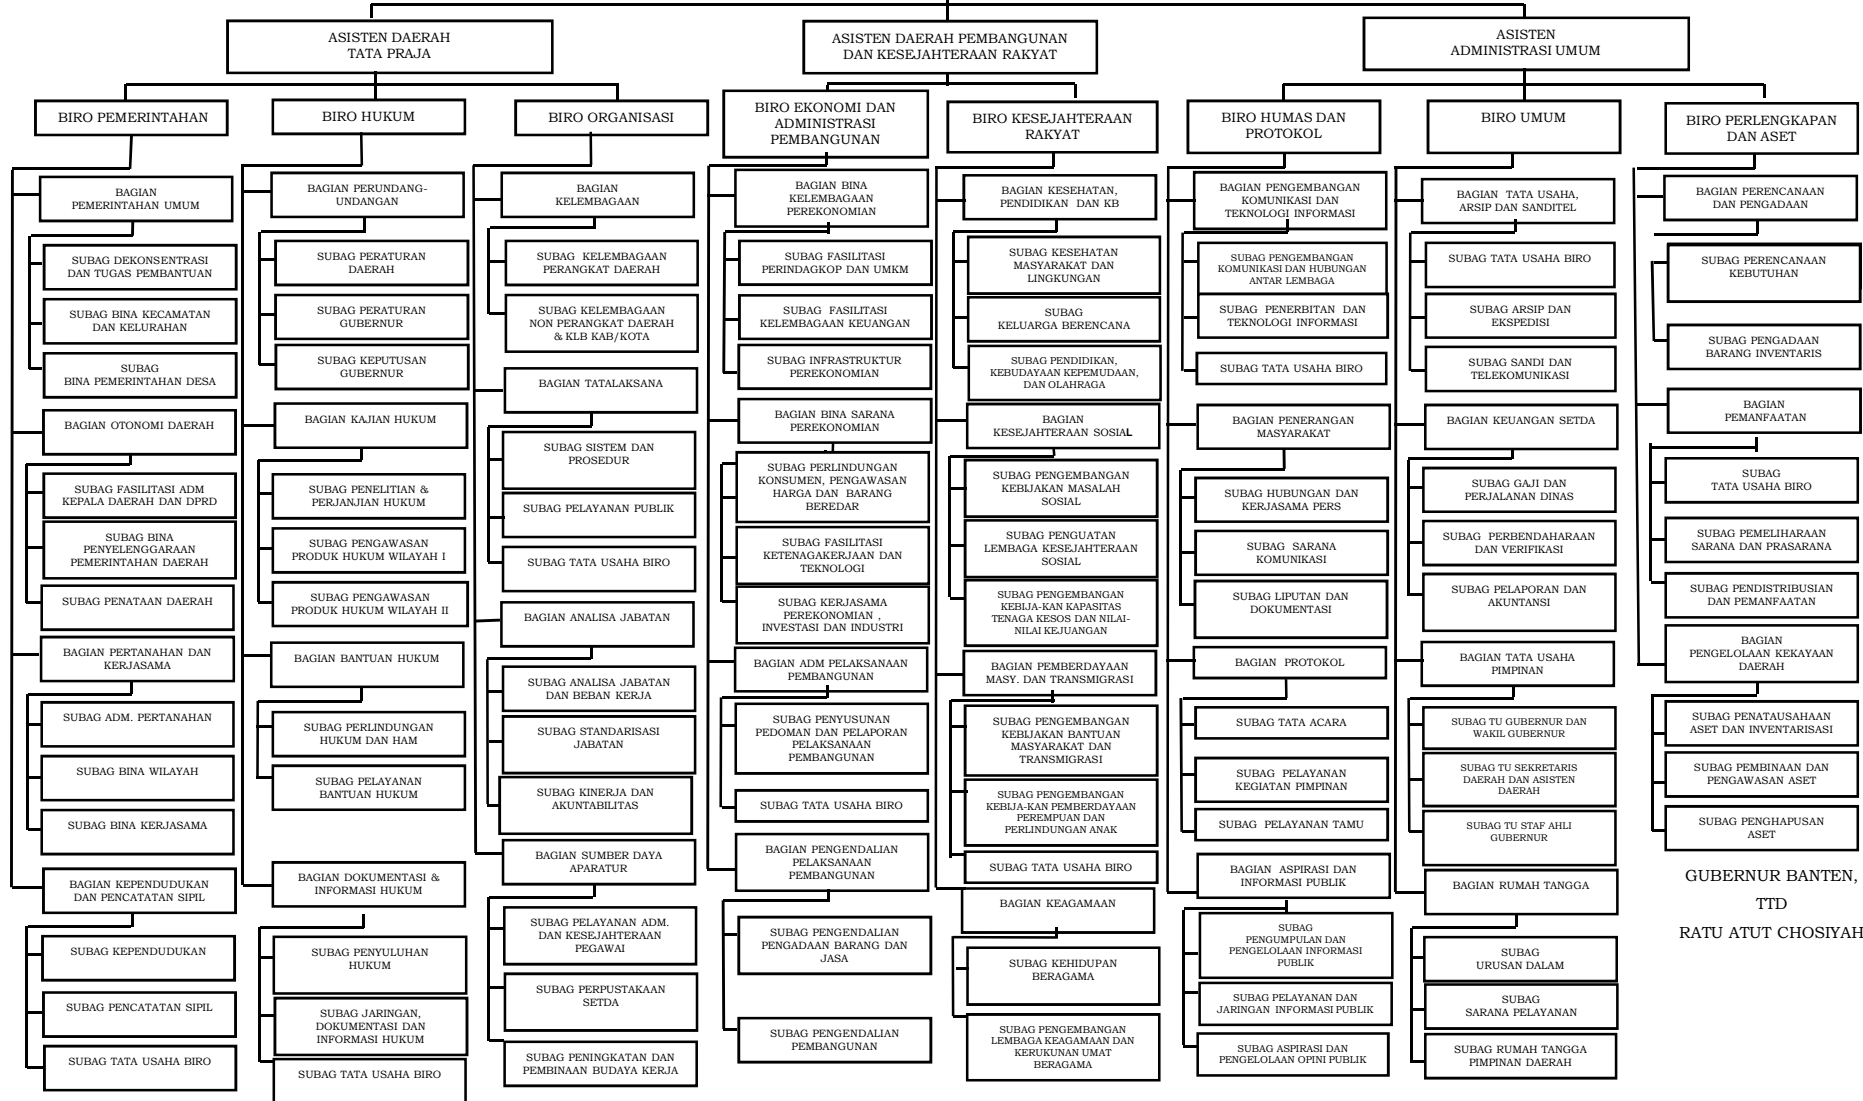 ASISTEN DAERAH
TATA PRAJA
ASISTEN DAERAH PEMBANGUNAN
DAN KESEJAHTERAAN RAKYAT
ASISTEN
ADMINISTRASI UMUM
BIRO PEMERINTAHAN
BIRO HUKUM
BIRO ORGANISASI
BIRO EKONOMI DAN
ADMINISTRASI
PEMBANGUNAN
BIRO KESEJAHTERAAN
RAKYAT
BIRO HUMAS DAN
PROTOKOL
BIRO UMUM
BIRO PERLENGKAPAN
DAN ASET
BAGIAN
PEMERINTAHAN UMUM
SUBAG DEKONSENTRASI
DAN TUGAS PEMBANTUAN
SUBAG BINA KECAMATAN
DAN KELURAHAN
SUBAG
BINA PEMERINTAHAN DESA
BAGIAN OTONOMI DAERAH
SUBAG FASILITASI ADM
KEPALA DAERAH DAN DPRD
SUBAG BINA
PENYELENGGARAAN
PEMERINTAHAN DAERAH
SUBAG PENATAAN DAERAH
BAGIAN PERTANAHAN DAN
KERJASAMA
SUBAG ADM. PERTANAHAN
SUBAG BINA WILAYAH
SUBAG BINA KERJASAMA
BAGIAN KEPENDUDUKAN
DAN PENCATATAN SIPIL
SUBAG KEPENDUDUKAN
SUBAG PENCATATAN SIPIL
SUBAG TATA USAHA BIRO
BAGIAN PERUNDANG-
UNDANGAN
SUBAG PERATURAN
DAERAH
SUBAG PERATURAN
GUBERNUR
SUBAG KEPUTUSAN
GUBERNUR
BAGIAN KAJIAN HUKUM
SUBAG PENELITIAN &
PERJANJIAN HUKUM
SUBAG PENGAWASAN
PRODUK HUKUM WILAYAH I
SUBAG PENGAWASAN
PRODUK HUKUM WILAYAH II
BAGIAN BANTUAN HUKUM
SUBAG PERLINDUNGAN
HUKUM DAN HAM
SUBAG PELAYANAN
BANTUAN HUKUM
BAGIAN DOKUMENTASI &
INFORMASI HUKUM
SUBAG PENYULUHAN
HUKUM
SUBAG JARINGAN,
DOKUMENTASI DAN
INFORMASI HUKUM
SUBAG TATA USAHA BIRO
BAGIAN
KELEMBAGAAN
SUBAG KELEMBAGAAN
PERANGKAT DAERAH
SUBAG KELEMBAGAAN
NON PERANGKAT DAERAH
& KLB KAB/KOTA
BAGIAN TATALAKSANA
SUBAG SISTEM DAN
PROSEDUR
SUBAG PELAYANAN PUBLIK
SUBAG TATA USAHA BIRO
BAGIAN ANALISA JABATAN
SUBAG ANALISA JABATAN
DAN BEBAN KERJA
SUBAG STANDARISASI
JABATAN
SUBAG KINERJA DAN
AKUNTABILITAS
BAGIAN SUMBER DAYA
APARATUR
SUBAG PELAYANAN ADM.
DAN KESEJAHTERAAN
PEGAWAI
SUBAG PERPUSTAKAAN
SETDA
SUBAG PENINGKATAN DAN
PEMBINAAN BUDAYA KERJA
BAGIAN BINA
KELEMBAGAAN
PEREKONOMIAN
SUBAG FASILITASI
PERINDAGKOP DAN UMKM
SUBAG FASILITASI
KELEMBAGAAN KEUANGAN
SUBAG INFRASTRUKTUR
PEREKONOMIAN
BAGIAN BINA SARANA
PEREKONOMIAN
SUBAG PERLINDUNGAN
KONSUMEN, PENGAWASAN
HARGA DAN BARANG
BEREDAR
SUBAG FASILITASI
KETENAGAKERJAAN DAN
TEKNOLOGI
SUBAG KERJASAMA
PEREKONOMIAN ,
INVESTASI DAN INDUSTRI
BAGIAN ADM PELAKSANAAN
PEMBANGUNAN
SUBAG PENYUSUNAN
PEDOMAN DAN PELAPORAN
PELAKSANAAN
PEMBANGUNAN
SUBAG TATA USAHA BIRO
BAGIAN PENGENDALIAN
PELAKSANAAN
PEMBANGUNAN
SUBAG PENGENDALIAN
PENGADAAN BARANG DAN
JASA
SUBAG PENGENDALIAN
PEMBANGUNAN
BAGIAN KESEHATAN,
PENDIDIKAN DAN KB
SUBAG KESEHATAN
MASYARAKAT DAN
LINGKUNGAN
SUBAG
KELUARGA BERENCANA
SUBAG PENDIDIKAN,
KEBUDAYAAN KEPEMUDAAN,
DAN OLAHRAGA
BAGIAN
KESEJAHTERAAN SOSIAL
SUBAG PENGEMBANGAN
KEBIJAKAN MASALAH
SOSIAL
SUBAG PENGUATAN
LEMBAGA KESEJAHTERAAN
SOSIAL
SUBAG PENGEMBANGAN
KEBIJA-KAN KAPASITAS
TENAGA KESOS DAN NILAI-
NILAI KEJUANGAN
BAGIAN PEMBERDAYAAN
MASY. DAN TRANSMIGRASI
SUBAG PENGEMBANGAN
KEBIJAKAN BANTUAN
MASYARAKAT DAN
TRANSMIGRASI
SUBAG PENGEMBANGAN
KEBIJA-KAN PEMBERDAYAAN
PEREMPUAN DAN
PERLINDUNGAN ANAK
SUBAG TATA USAHA BIRO
BAGIAN KEAGAMAAN
SUBAG KEHIDUPAN
BERAGAMA
SUBAG PENGEMBANGAN
LEMBAGA KEAGAMAAN DAN
KERUKUNAN UMAT
BERAGAMA
BAGIAN PENGEMBANGAN
KOMUNIKASI DAN
TEKNOLOGI INFORMASI
SUBAG PENGEMBANGAN
KOMUNIKASI DAN HUBUNGAN
ANTAR LEMBAGA
SUBAG PENERBITAN DAN
TEKNOLOGI INFORMASI
SUBAG TATA USAHA BIRO
BAGIAN PENERANGAN
MASYARAKAT
SUBAG HUBUNGAN DAN
KERJASAMA PERS
SUBAG SARANA
KOMUNIKASI
SUBAG LIPUTAN DAN
DOKUMENTASI
BAGIAN PROTOKOL
SUBAG TATA ACARA
SUBAG PELAYANAN
KEGIATAN PIMPINAN
SUBAG PELAYANAN TAMU
BAGIAN ASPIRASI DAN
INFORMASI PUBLIK
SUBAG
PENGUMPULAN DAN
PENGELOLAAN INFORMASI
PUBLIK
SUBAG PELAYANAN DAN
JARINGAN INFORMASI PUBLIK
SUBAG ASPIRASI DAN
PENGELOLAAN OPINI PUBLIK
BAGIAN TATA USAHA,
ARSIP DAN SANDITEL
SUBAG TATA USAHA BIRO
SUBAG ARSIP DAN
EKSPEDISI
SUBAG SANDI DAN
TELEKOMUNIKASI
BAGIAN KEUANGAN SETDA
SUBAG GAJI DAN
PERJALANAN DINAS
SUBAG PERBENDAHARAAN
DAN VERIFIKASI
SUBAG PELAPORAN DAN
AKUNTANSI
BAGIAN TATA USAHA
PIMPINAN
SUBAG TU GUBERNUR DAN
WAKIL GUBERNUR
SUBAG TU SEKRETARIS
DAERAH DAN ASISTEN
DAERAH
SUBAG TU STAF AHLI
GUBERNUR
BAGIAN RUMAH TANGGA
SUBAG
URUSAN DALAM
SUBAG
SARANA PELAYANAN
SUBAG RUMAH TANGGA
PIMPINAN DAERAH
BAGIAN PERENCANAAN
DAN PENGADAAN
SUBAG PERENCANAAN
KEBUTUHAN
SUBAG PENGADAAN
BARANG INVENTARIS
BAGIAN
PEMANFAATAN
SUBAG
TATA USAHA BIRO
SUBAG PEMELIHARAAN
SARANA DAN PRASARANA
SUBAG PENDISTRIBUSIAN
DAN PEMANFAATAN
BAGIAN
PENGELOLAAN KEKAYAAN
DAERAH
SUBAG PENATAUSAHAAN
ASET DAN INVENTARISASI
SUBAG PEMBINAAN DAN
PENGAWASAN ASET
SUBAG PENGHAPUSAN
ASET
GUBERNUR BANTEN,
TTD
RATU ATUT CHOSIYAH